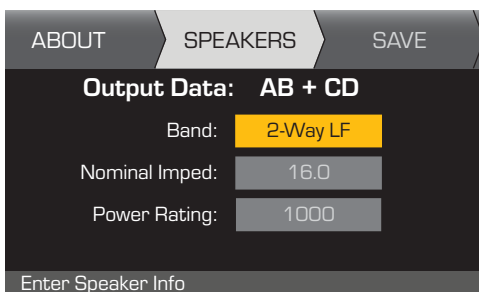 ABOUT SPEAKERS SAVE
Output Data: AB + CD
Band: 2-Way LF
Nominal Imped: 16.0
Power Rating: 1000
Enter Speaker Info